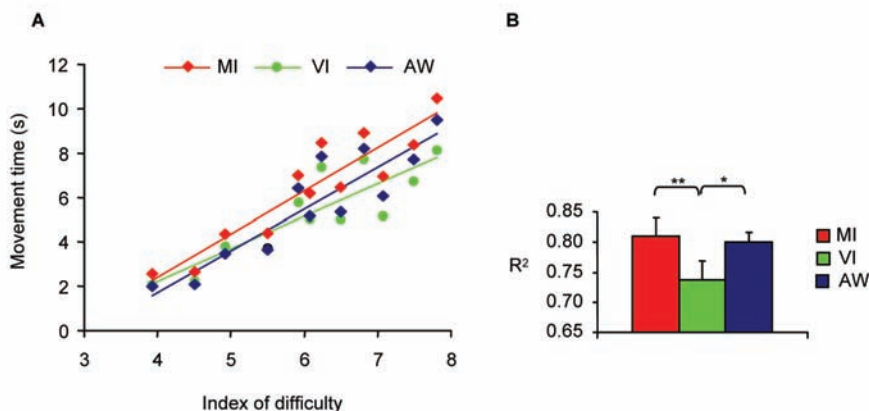 A
B
MI VI AW
Movement time (s)
12
10
8
6
4
2
0
3 4 5 6 7 8
Index of difficulty
** *
R²
0.85
0.80
0.75
0.70
0.65
MI
VI
AW